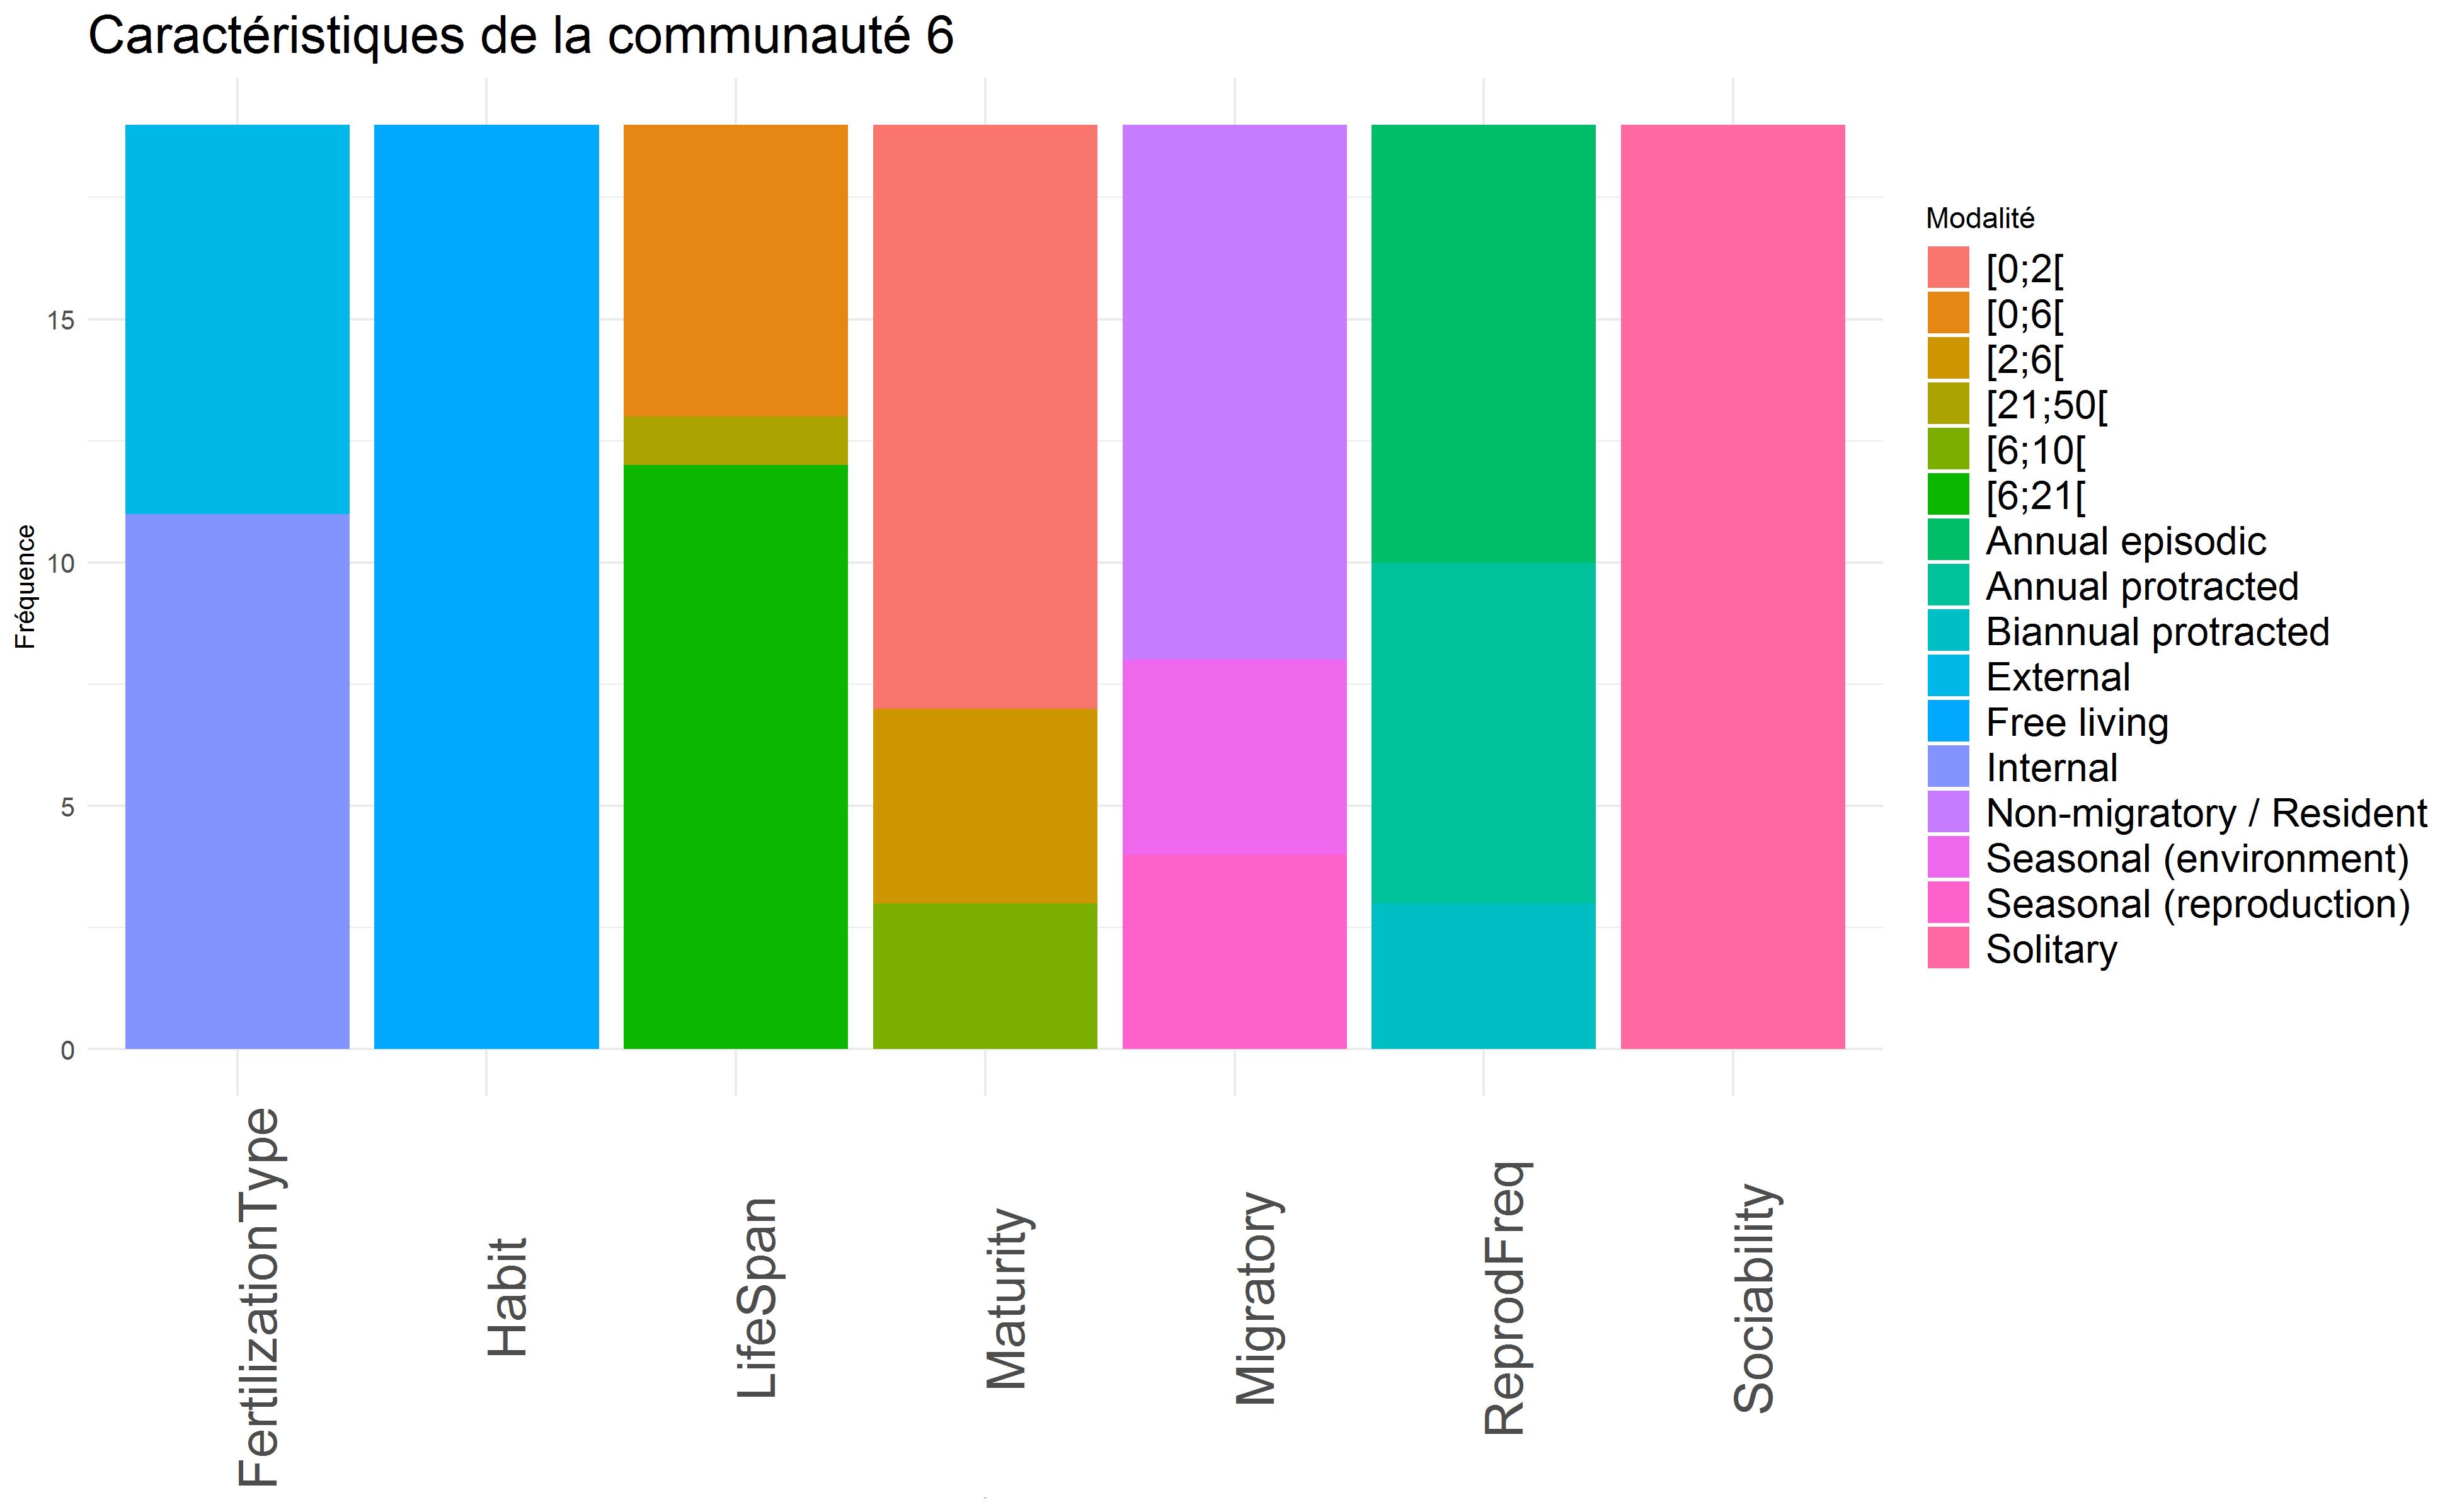 Caractéristiques de la communauté 6
Fréquence
15
10
5
0
FertilizationType
Habit
LifeSpan
Maturity
Migratory
ReprodFreq
Sociability
Modalité
[0;2[
[0;6[
[2;6[
[21;50[
[6;10[
[6;21[
Annual episodic
Annual protracted
Biannual protracted
External
Free living
Internal
Non-migratory / Resident
Seasonal (environment)
Seasonal (reproduction)
Solitary